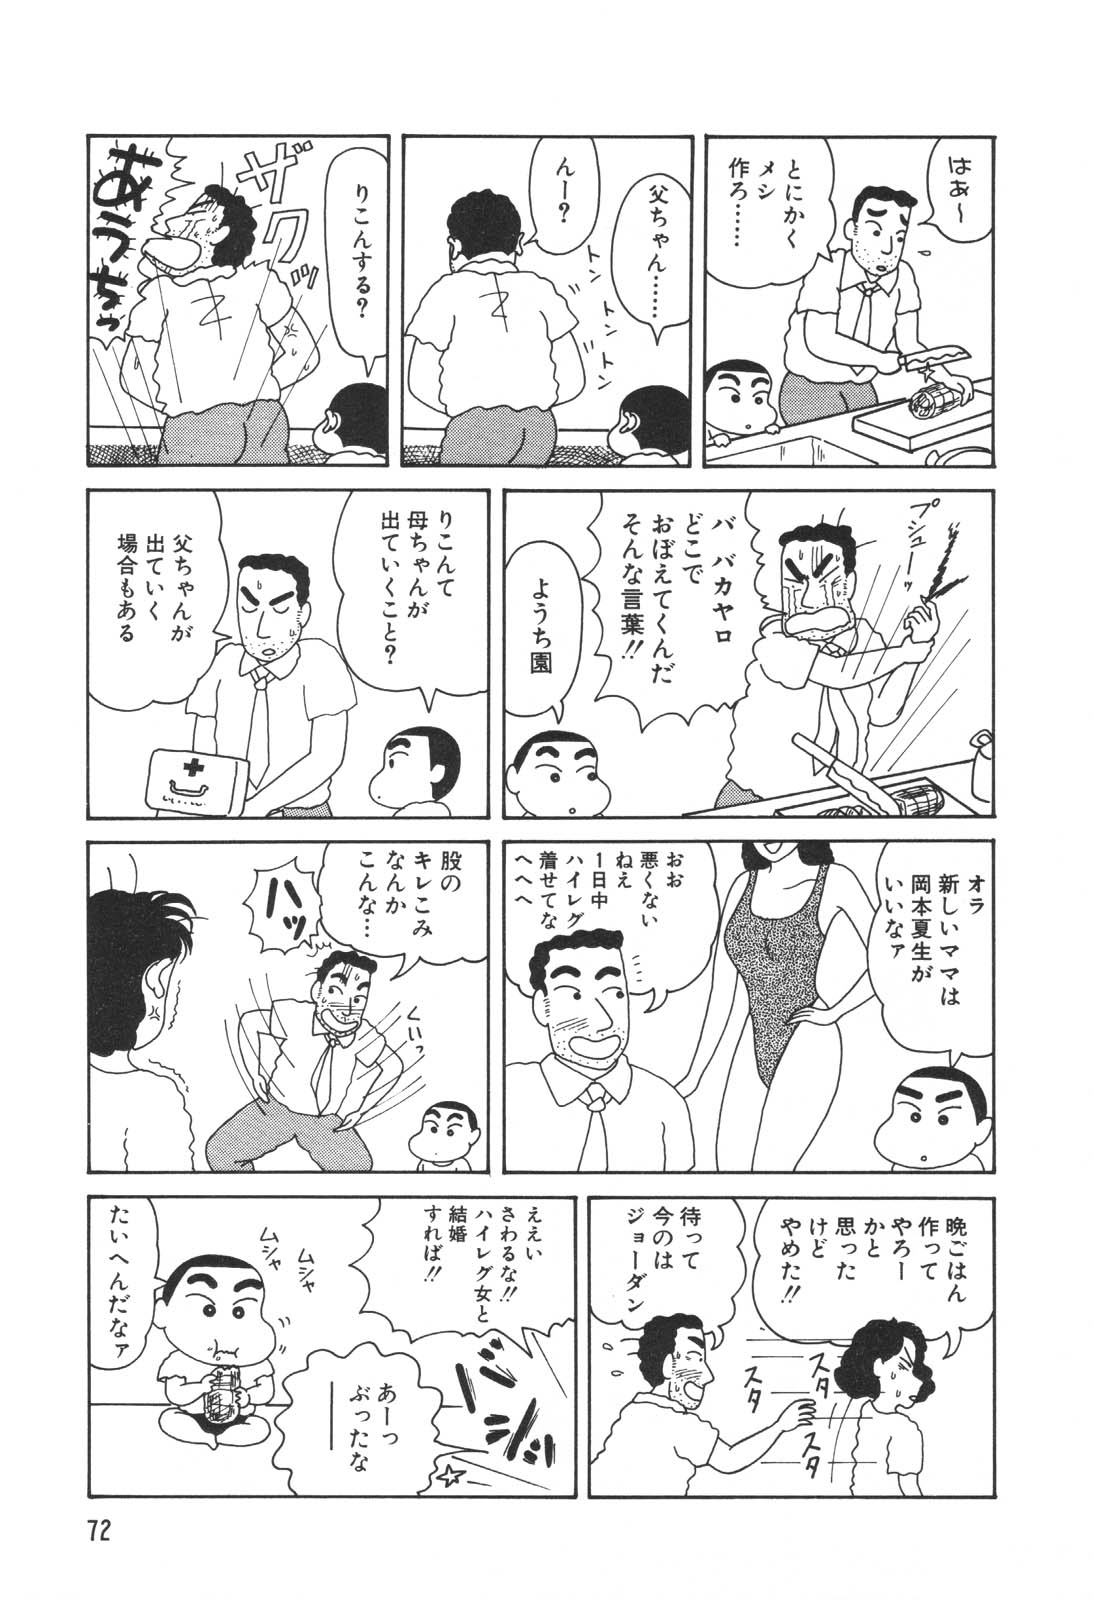 はあ～
とにかく
メシ
作ろ……
父ちゃん……
んー？
トン
トン
トン
りこんする？
ザクッ
あうちっ
プシューッ
バ バカヤロ
どこで
おぼえてくんだ
そんな言葉!!
ようち園
りこんて
母ちゃんが
出ていくこと？
父ちゃんが
出ていく
場合もある
オラ
新しいママは
岡本夏生が
いいなァ
おお
悪くない
ねえ
1日中
ハイレグ
着せてな
へへへ
股の
キレこみ
なんか
こんな…
くいっ
ハッ
晩ごはん
作って
やろー
かと
思った
けど
やめた!!
スタ
スタ
スタ
待って
今のは
ジョーダン
ええい
さわるな!!
ハイレグ女と
結婚
すれば!!
バシッ
あーっ
ぶったな
――
ムシャ
ムシャ
たいへんだなァ
72